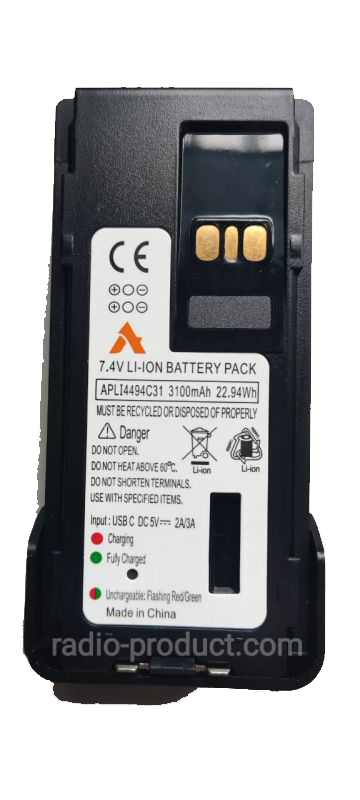 CE
7.4V LI-ION BATTERY PACK
APLI4494C31 3100mAh 22.94Wh
MUST BE RECYCLED OR DISPOSED OF PROPERLY
Danger
DO NOT OPEN.
DO NOT HEAT ABOVE 60℃.
DO NOT SHORTEN TERMINALS.
USE WITH SPECIFIED ITEMS.
Li-ion
Li-ion
Input : USB C DC 5V⎓ 2A/3A
Charging
Fully Charged
Unchargeable: Flashing Red/Green
Made in China
radio-product.com